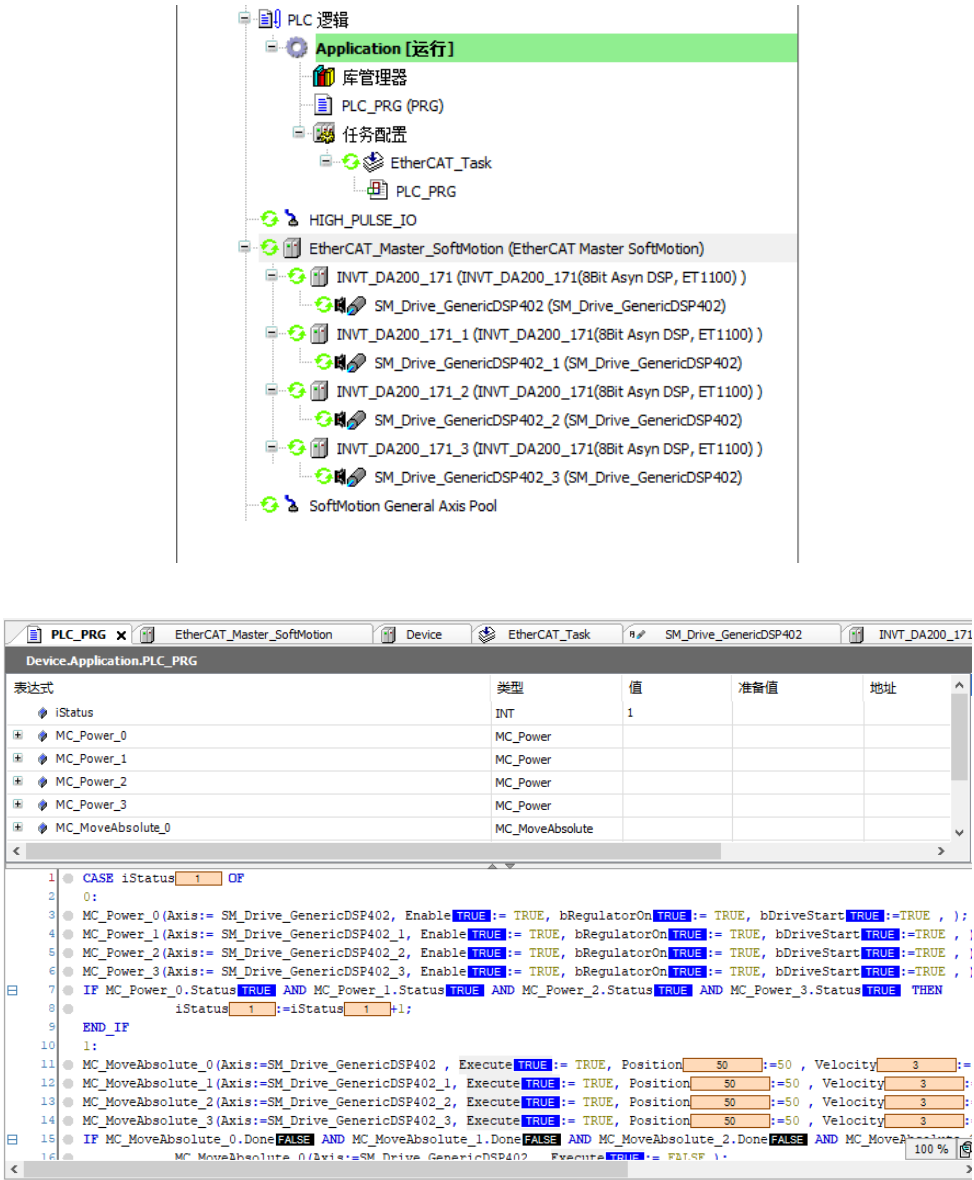 PLC 逻辑
Application [运行]
库管理器
PLC_PRG (PRG)
任务配置
EtherCAT_Task
PLC_PRG
HIGH_PULSE_IO
EtherCAT_Master_SoftMotion (EtherCAT Master SoftMotion)
INVT_DA200_171 (INVT_DA200_171(8Bit Asyn DSP, ET1100) )
SM_Drive_GenericDSP402 (SM_Drive_GenericDSP402)
INVT_DA200_171_1 (INVT_DA200_171(8Bit Asyn DSP, ET1100) )
SM_Drive_GenericDSP402_1 (SM_Drive_GenericDSP402)
INVT_DA200_171_2 (INVT_DA200_171(8Bit Asyn DSP, ET1100) )
SM_Drive_GenericDSP402_2 (SM_Drive_GenericDSP402)
INVT_DA200_171_3 (INVT_DA200_171(8Bit Asyn DSP, ET1100) )
SM_Drive_GenericDSP402_3 (SM_Drive_GenericDSP402)
SoftMotion General Axis Pool
PLC_PRG x EtherCAT_Master_SoftMotion Device EtherCAT_Task SM_Drive_GenericDSP402 INVT_DA200_171
Device.Application.PLC_PRG
表达式 类型 值 准备值 地址
iStatus INT 1
MC_Power_0 MC_Power
MC_Power_1 MC_Power
MC_Power_2 MC_Power
MC_Power_3 MC_Power
MC_MoveAbsolute_0 MC_MoveAbsolute
1 CASE iStatus 1 OF
2 0:
3 MC_Power_0(Axis:= SM_Drive_GenericDSP402, Enable TRUE := TRUE, bRegulatorOn TRUE := TRUE, bDriveStart TRUE :=TRUE , );
4 MC_Power_1(Axis:= SM_Drive_GenericDSP402_1, Enable TRUE := TRUE, bRegulatorOn TRUE := TRUE, bDriveStart TRUE :=TRUE , )
5 MC_Power_2(Axis:= SM_Drive_GenericDSP402_2, Enable TRUE := TRUE, bRegulatorOn TRUE := TRUE, bDriveStart TRUE :=TRUE , )
6 MC_Power_3(Axis:= SM_Drive_GenericDSP402_3, Enable TRUE := TRUE, bRegulatorOn TRUE := TRUE, bDriveStart TRUE :=TRUE , )
7 IF MC_Power_0.Status TRUE AND MC_Power_1.Status TRUE AND MC_Power_2.Status TRUE AND MC_Power_3.Status TRUE THEN
8 iStatus 1 :=iStatus 1 +1;
9 END_IF
10 1:
11 MC_MoveAbsolute_0(Axis:=SM_Drive_GenericDSP402 , Execute TRUE := TRUE, Position 50 :=50 , Velocity 3 :=
12 MC_MoveAbsolute_1(Axis:=SM_Drive_GenericDSP402_1, Execute TRUE := TRUE, Position 50 :=50 , Velocity 3 :
13 MC_MoveAbsolute_2(Axis:=SM_Drive_GenericDSP402_2, Execute TRUE := TRUE, Position 50 :=50 , Velocity 3 :
14 MC_MoveAbsolute_3(Axis:=SM_Drive_GenericDSP402_3, Execute TRUE := TRUE, Position 50 :=50 , Velocity 3 :
15 IF MC_MoveAbsolute_0.Done FALSE AND MC_MoveAbsolute_1.Done FALSE AND MC_MoveAbsolute_2.Done FALSE AND
16 MC_MoveAbsolute_0(Axis:=SM_Drive_GenericDSP402 , Execute TRUE := FALSE );
100 %